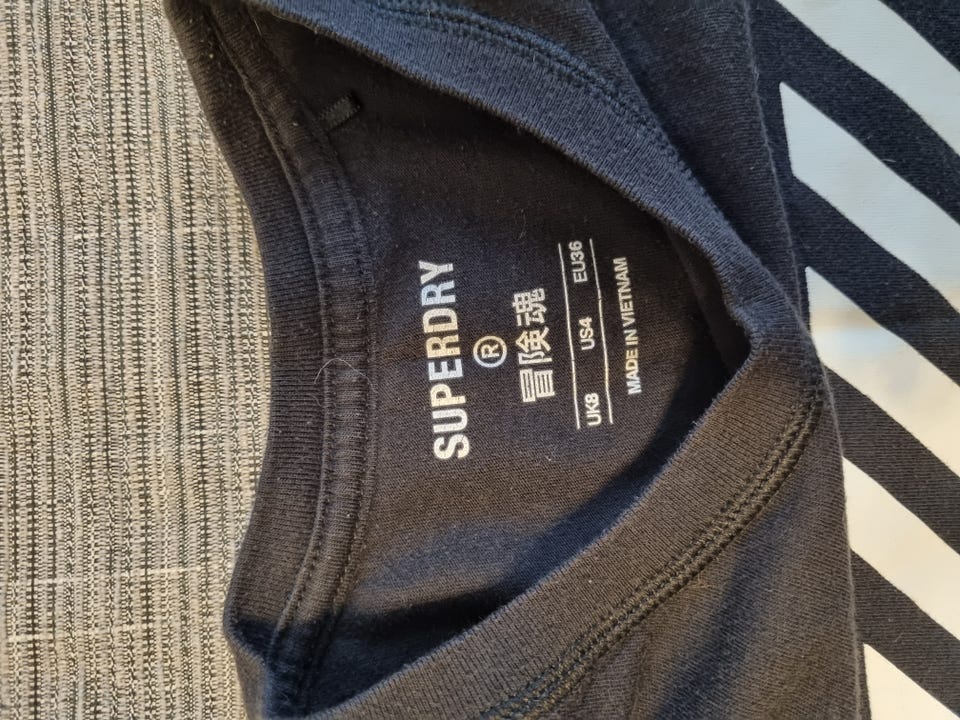 SUPERDRY
®
冒険魂
UK8 US4 EU36
MADE IN VIETNAM